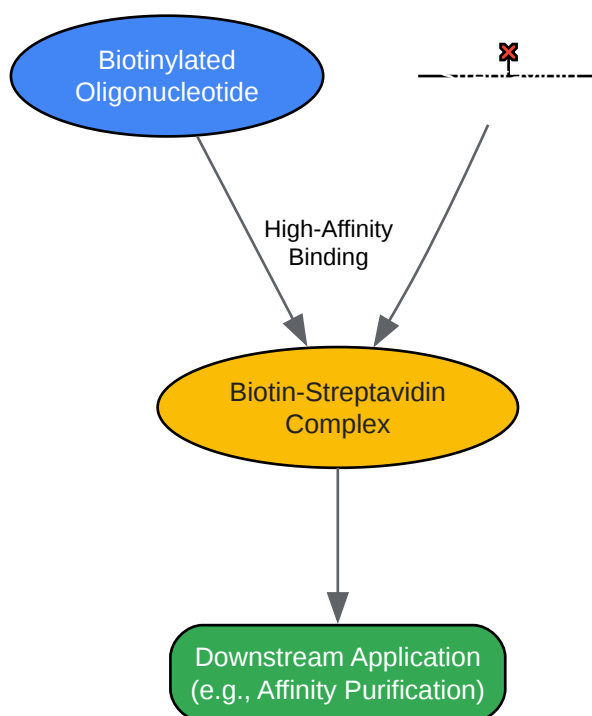 Biotinylated
Oligonucleotide
High-Affinity
Binding
Biotin-Streptavidin
Complex
Downstream Application
(e.g., Affinity Purification)